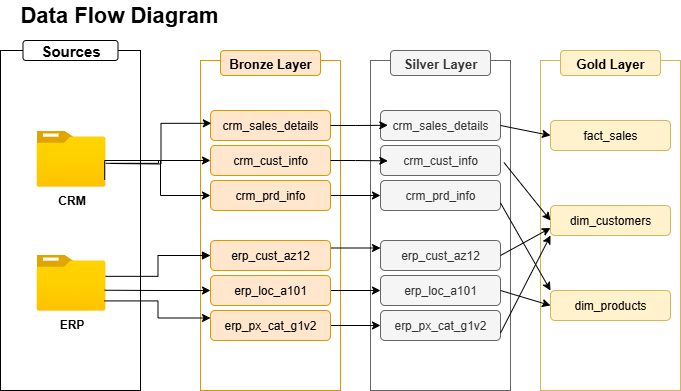 Data Flow Diagram
Sources
Bronze Layer
Silver Layer
Gold Layer
CRM
ERP
crm_sales_details
crm_cust_info
crm_prd_info
erp_cust_az12
erp_loc_a101
erp_px_cat_g1v2
crm_sales_details
crm_cust_info
crm_prd_info
erp_cust_az12
erp_loc_a101
erp_px_cat_g1v2
fact_sales
dim_customers
dim_products